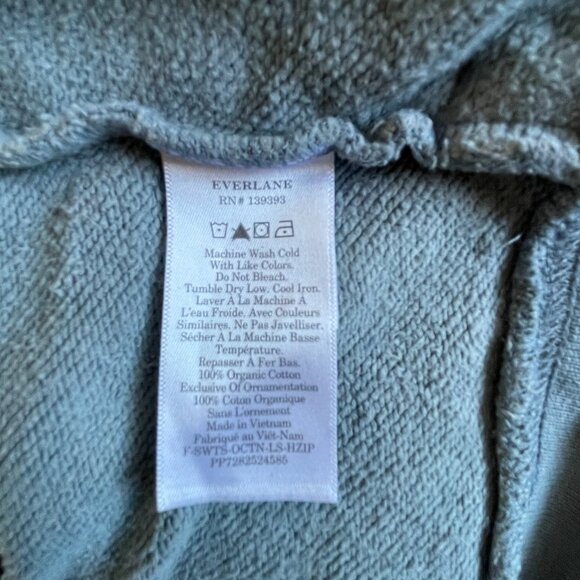 EVERLANE
RN# 139393
Machine Wash Cold
With Like Colors.
Do Not Bleach.
Tumble Dry Low. Cool Iron.
Laver À La Machine A
L'eau Froide. Avec Couleurs
Similaires. Ne Pas Javelliser.
Sécher À La Machine Basse
Température.
Repasser A Fer Bas.
100% Organic Cotton
Exclusive Of Ornamentation
100% Coton Organique
Sans L'ornement
Made in Vietnam
Fabriqué au Viêt-Nam
F-SWTS-OCTN-LS-HZIP
PP7282524585